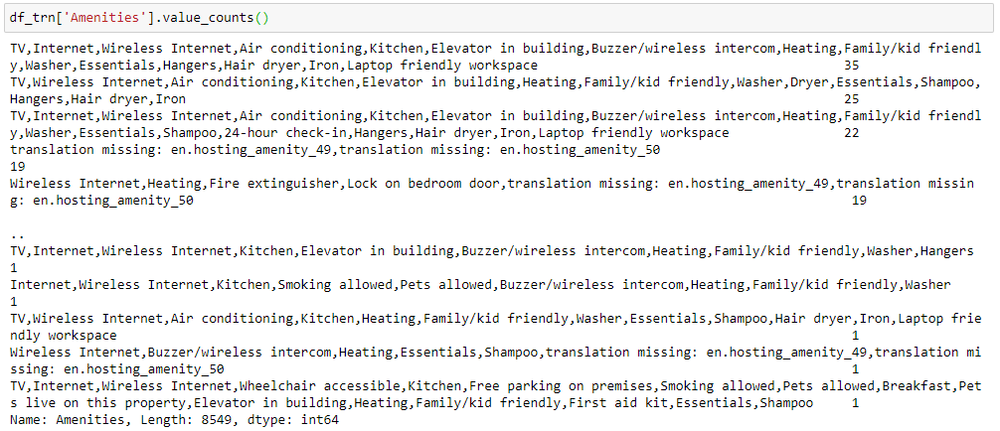 df_trn['Amenities'].value_counts()
TV,Internet,Wireless Internet,Air conditioning,Kitchen,Elevator in building,Buzzer/wireless intercom,Heating,Family/kid friendl
y,Washer,Essentials,Hangers,Hair dryer,Iron,Laptop friendly workspace                                       35
TV,Wireless Internet,Air conditioning,Kitchen,Elevator in building,Heating,Family/kid friendly,Washer,Dryer,Essentials,Shampoo,
Hangers,Hair dryer,Iron                                                                                     25
TV,Internet,Wireless Internet,Air conditioning,Kitchen,Elevator in building,Buzzer/wireless intercom,Heating,Family/kid friendl
y,Washer,Essentials,Shampoo,24-hour check-in,Hangers,Hair dryer,Iron,Laptop friendly workspace               22
translation missing: en.hosting_amenity_49,translation missing: en.hosting_amenity_50
19
Wireless Internet,Heating,Fire extinguisher,Lock on bedroom door,translation missing: en.hosting_amenity_49,translation missin
g: en.hosting_amenity_50                                                                                     19
..
TV,Internet,Wireless Internet,Kitchen,Elevator in building,Buzzer/wireless intercom,Heating,Family/kid friendly,Washer,Hangers
1
Internet,Wireless Internet,Kitchen,Smoking allowed,Pets allowed,Buzzer/wireless intercom,Heating,Family/kid friendly,Washer
1
TV,Wireless Internet,Air conditioning,Kitchen,Heating,Family/kid friendly,Washer,Essentials,Shampoo,Hair dryer,Iron,Laptop frie
ndly workspace                                                                                               1
Wireless Internet,Buzzer/wireless intercom,Heating,Essentials,Shampoo,translation missing: en.hosting_amenity_49,translation mi
ssing: en.hosting_amenity_50                                                                                 1
TV,Internet,Wireless Internet,Wheelchair accessible,Kitchen,Free parking on premises,Smoking allowed,Pets allowed,Breakfast,Pet
s live on this property,Elevator in building,Heating,Family/kid friendly,First aid kit,Essentials,Shampoo     1
Name: Amenities, Length: 8549, dtype: int64